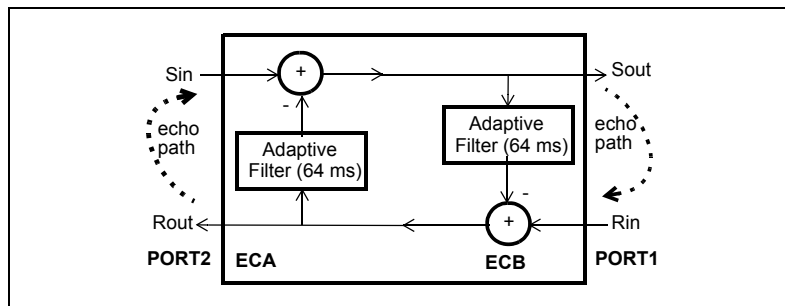 Sin
+
Sout
-
echo
path
Adaptive
Filter (64 ms)
Adaptive
Filter (64 ms)
echo
path
-
Rout
+
Rin
PORT2
ECA
ECB
PORT1